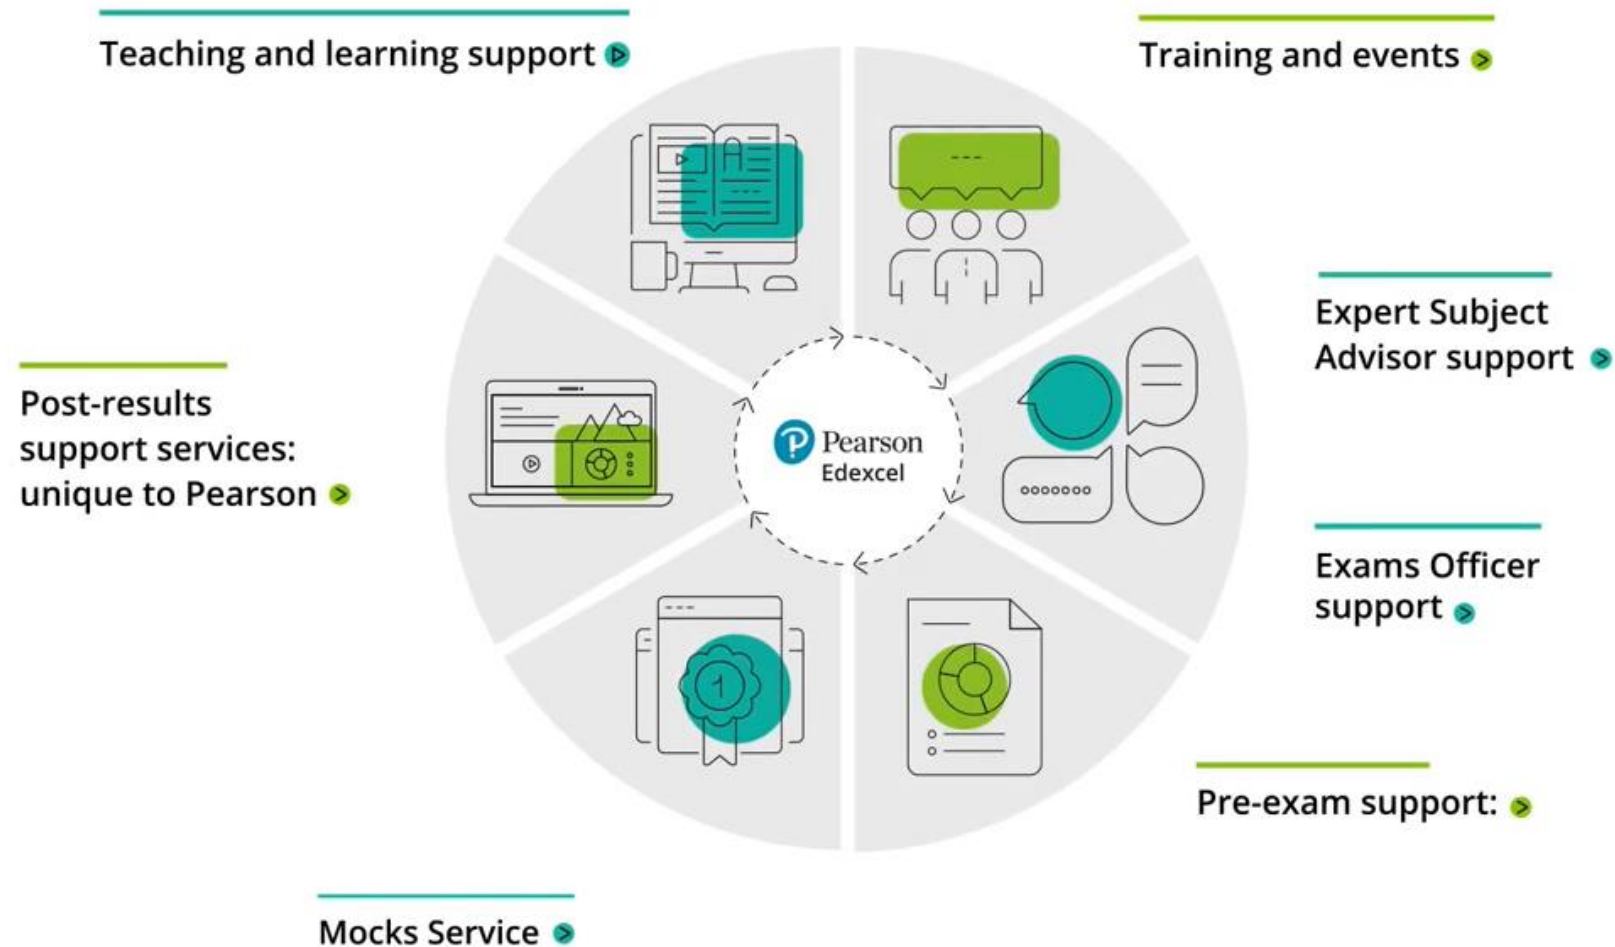 Teaching and learning support
Training and events
Expert Subject
Advisor support
Exams Officer
support
Pre-exam support:
Mocks Service
Post-results
support services:
unique to Pearson
Pearson
Edexcel
1